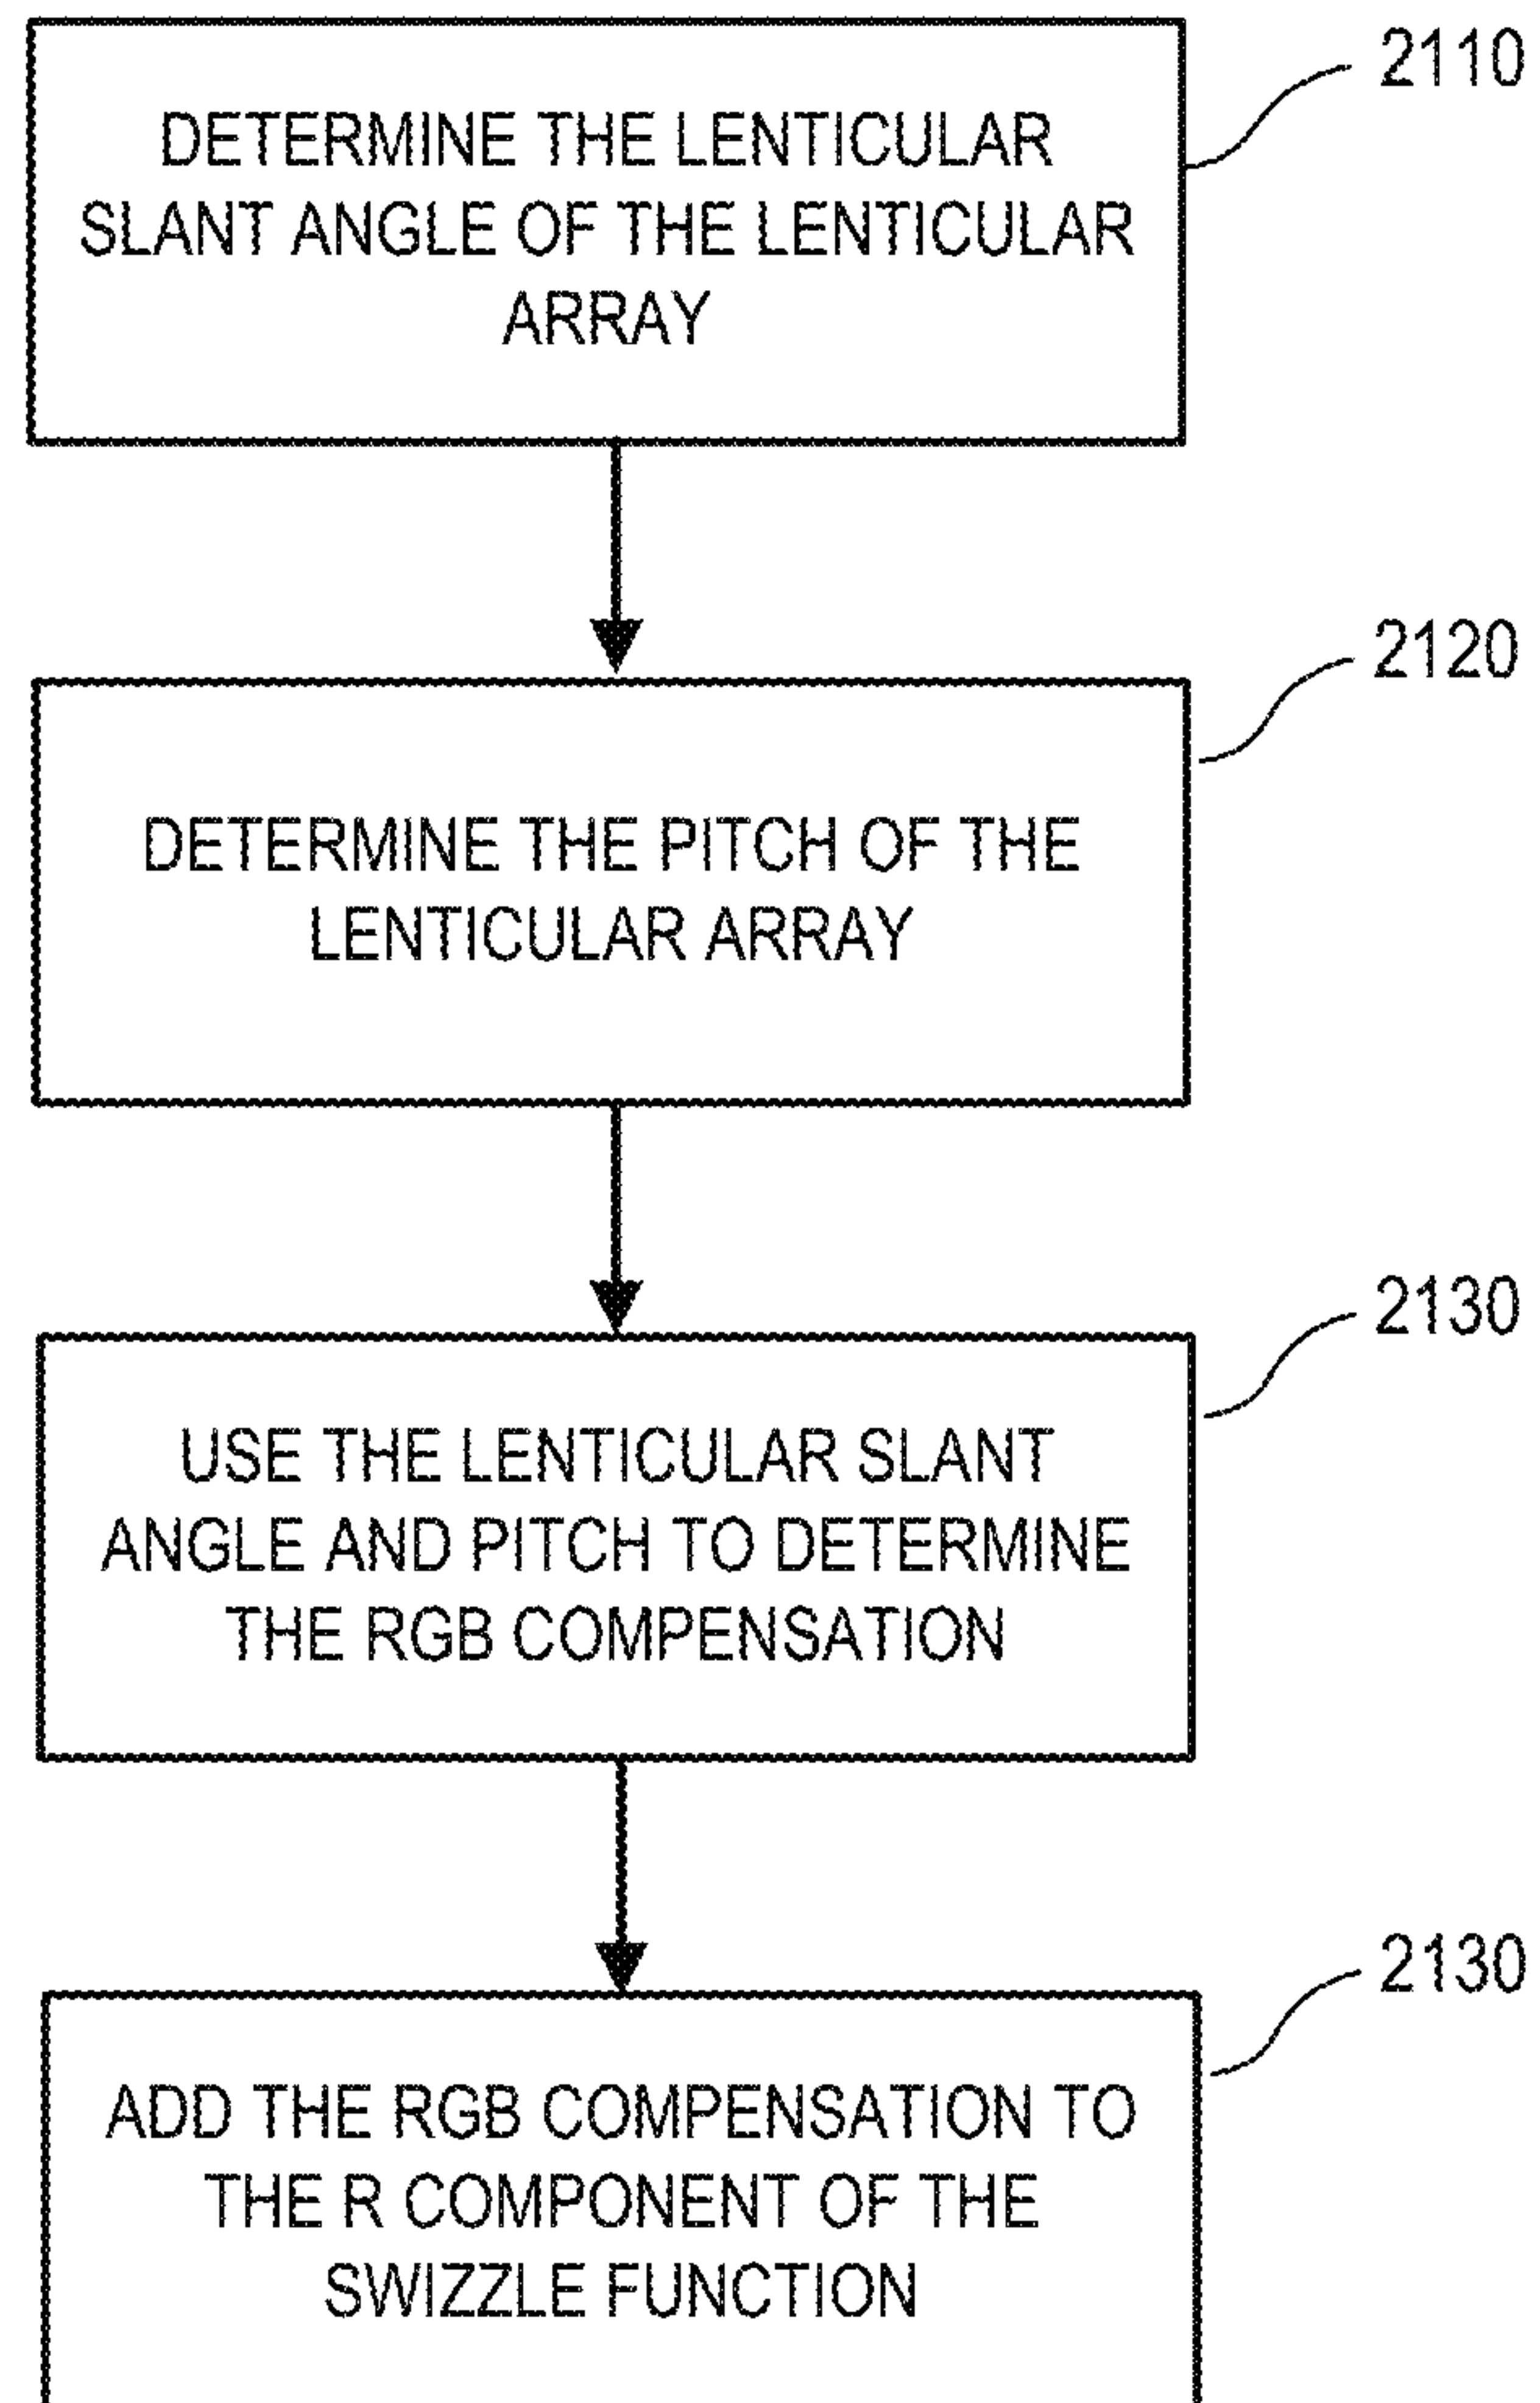 2110
DETERMINE THE LENTICULAR
SLANT ANGLE OF THE LENTICULAR
ARRAY
2120
DETERMINE THE PITCH OF THE
LENTICULAR ARRAY
2130
USE THE LENTICULAR SLANT
ANGLE AND PITCH TO DETERMINE
THE RGB COMPENSATION
2130
ADD THE RGB COMPENSATION TO
THE R COMPONENT OF THE
SWIZZLE FUNCTION